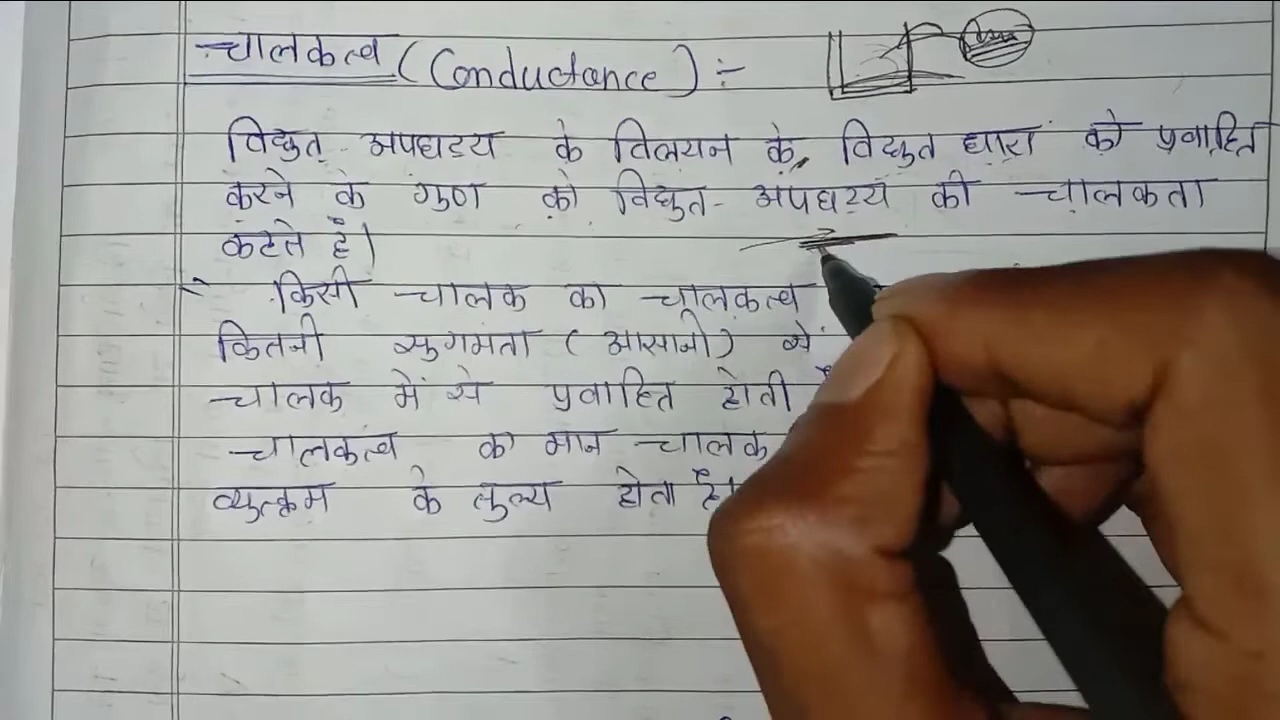 चालकत्व (Conductance) :-
विद्युत अपघट्य के विलयन के, विद्युत धारा को प्रवाहित
करने के गुण को विद्युत- अपघट्य की चालकता
कहते है।
किसी चालक का चालकत्व
कितनी सुगमता (आसानी) से
चालक में से प्रवाहित होती है
चालकत्व का मान चालक
व्युत्क्रम के तुल्य होता है।